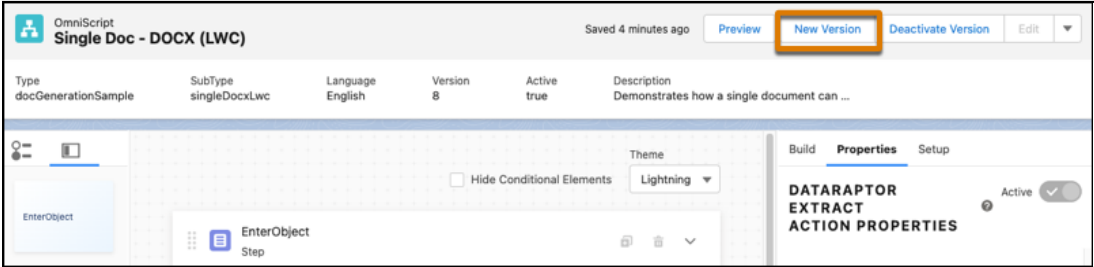 OmniScript
Single Doc - DOCX (LWC)
Saved 4 minutes ago
Preview
New Version
Deactivate Version
Edit
Type
SubType
Language
Version
Active
Description
docGenerationSample
singleDocxLwc
English
8
true
Demonstrates how a single document can ...
Theme
Hide Conditional Elements
Lightning
EnterObject
EnterObject
Step
Build
Properties
Setup
DATARAPTOR
EXTRACT
ACTION PROPERTIES
Active